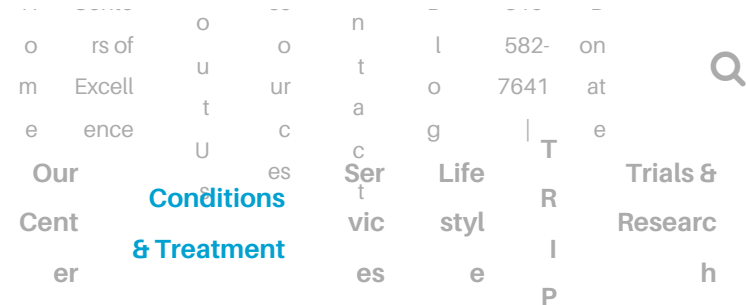 o
m
e
rs of
Excell
ence
o
u
t
U
s
o
ur
c
es
n
t
a
c
t
l
o
g
582-
7641
|
on
at
e
Our
Cent
er
Conditions
& Treatment
Ser
vic
es
Life
styl
e
T
R
I
P
Trials &
Researc
h